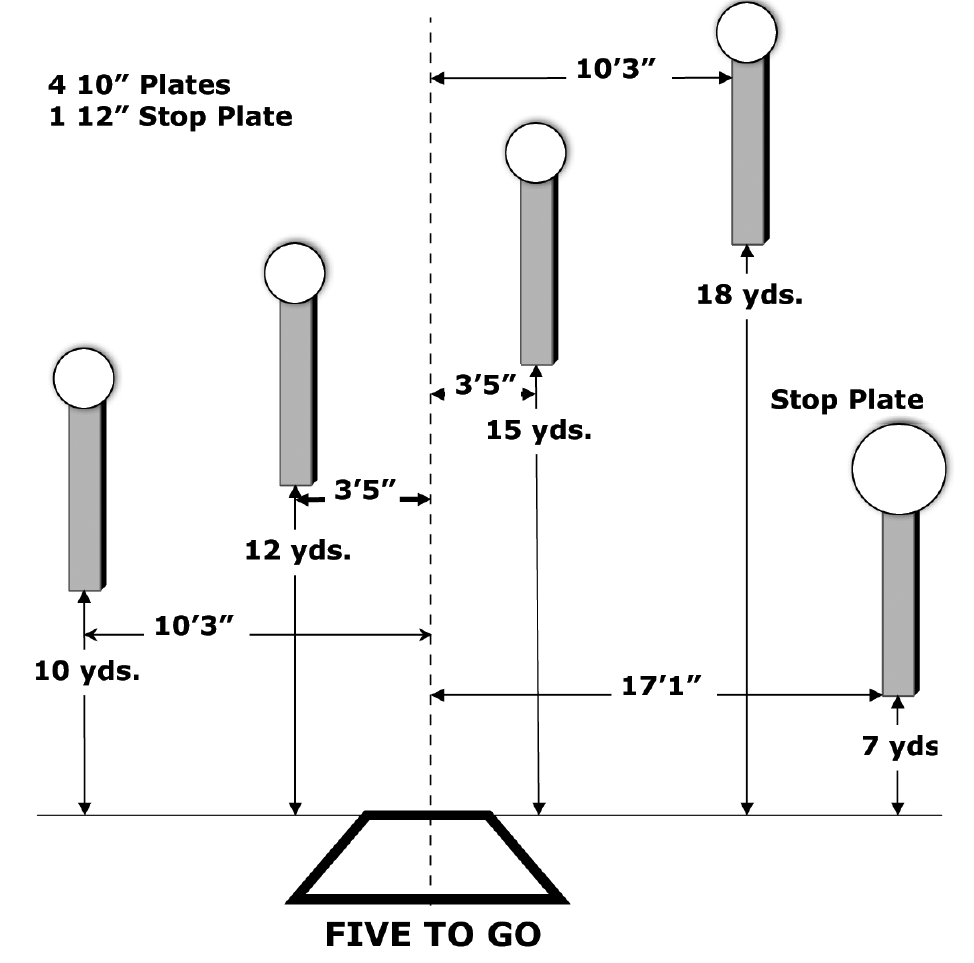 10’3”
4 10” Plates
1 12” Stop Plate
18 yds.
3’5”
Stop Plate
15 yds.
3’5”
12 yds.
10’3”
10 yds.
17’1”
7 yds
FIVE TO GO